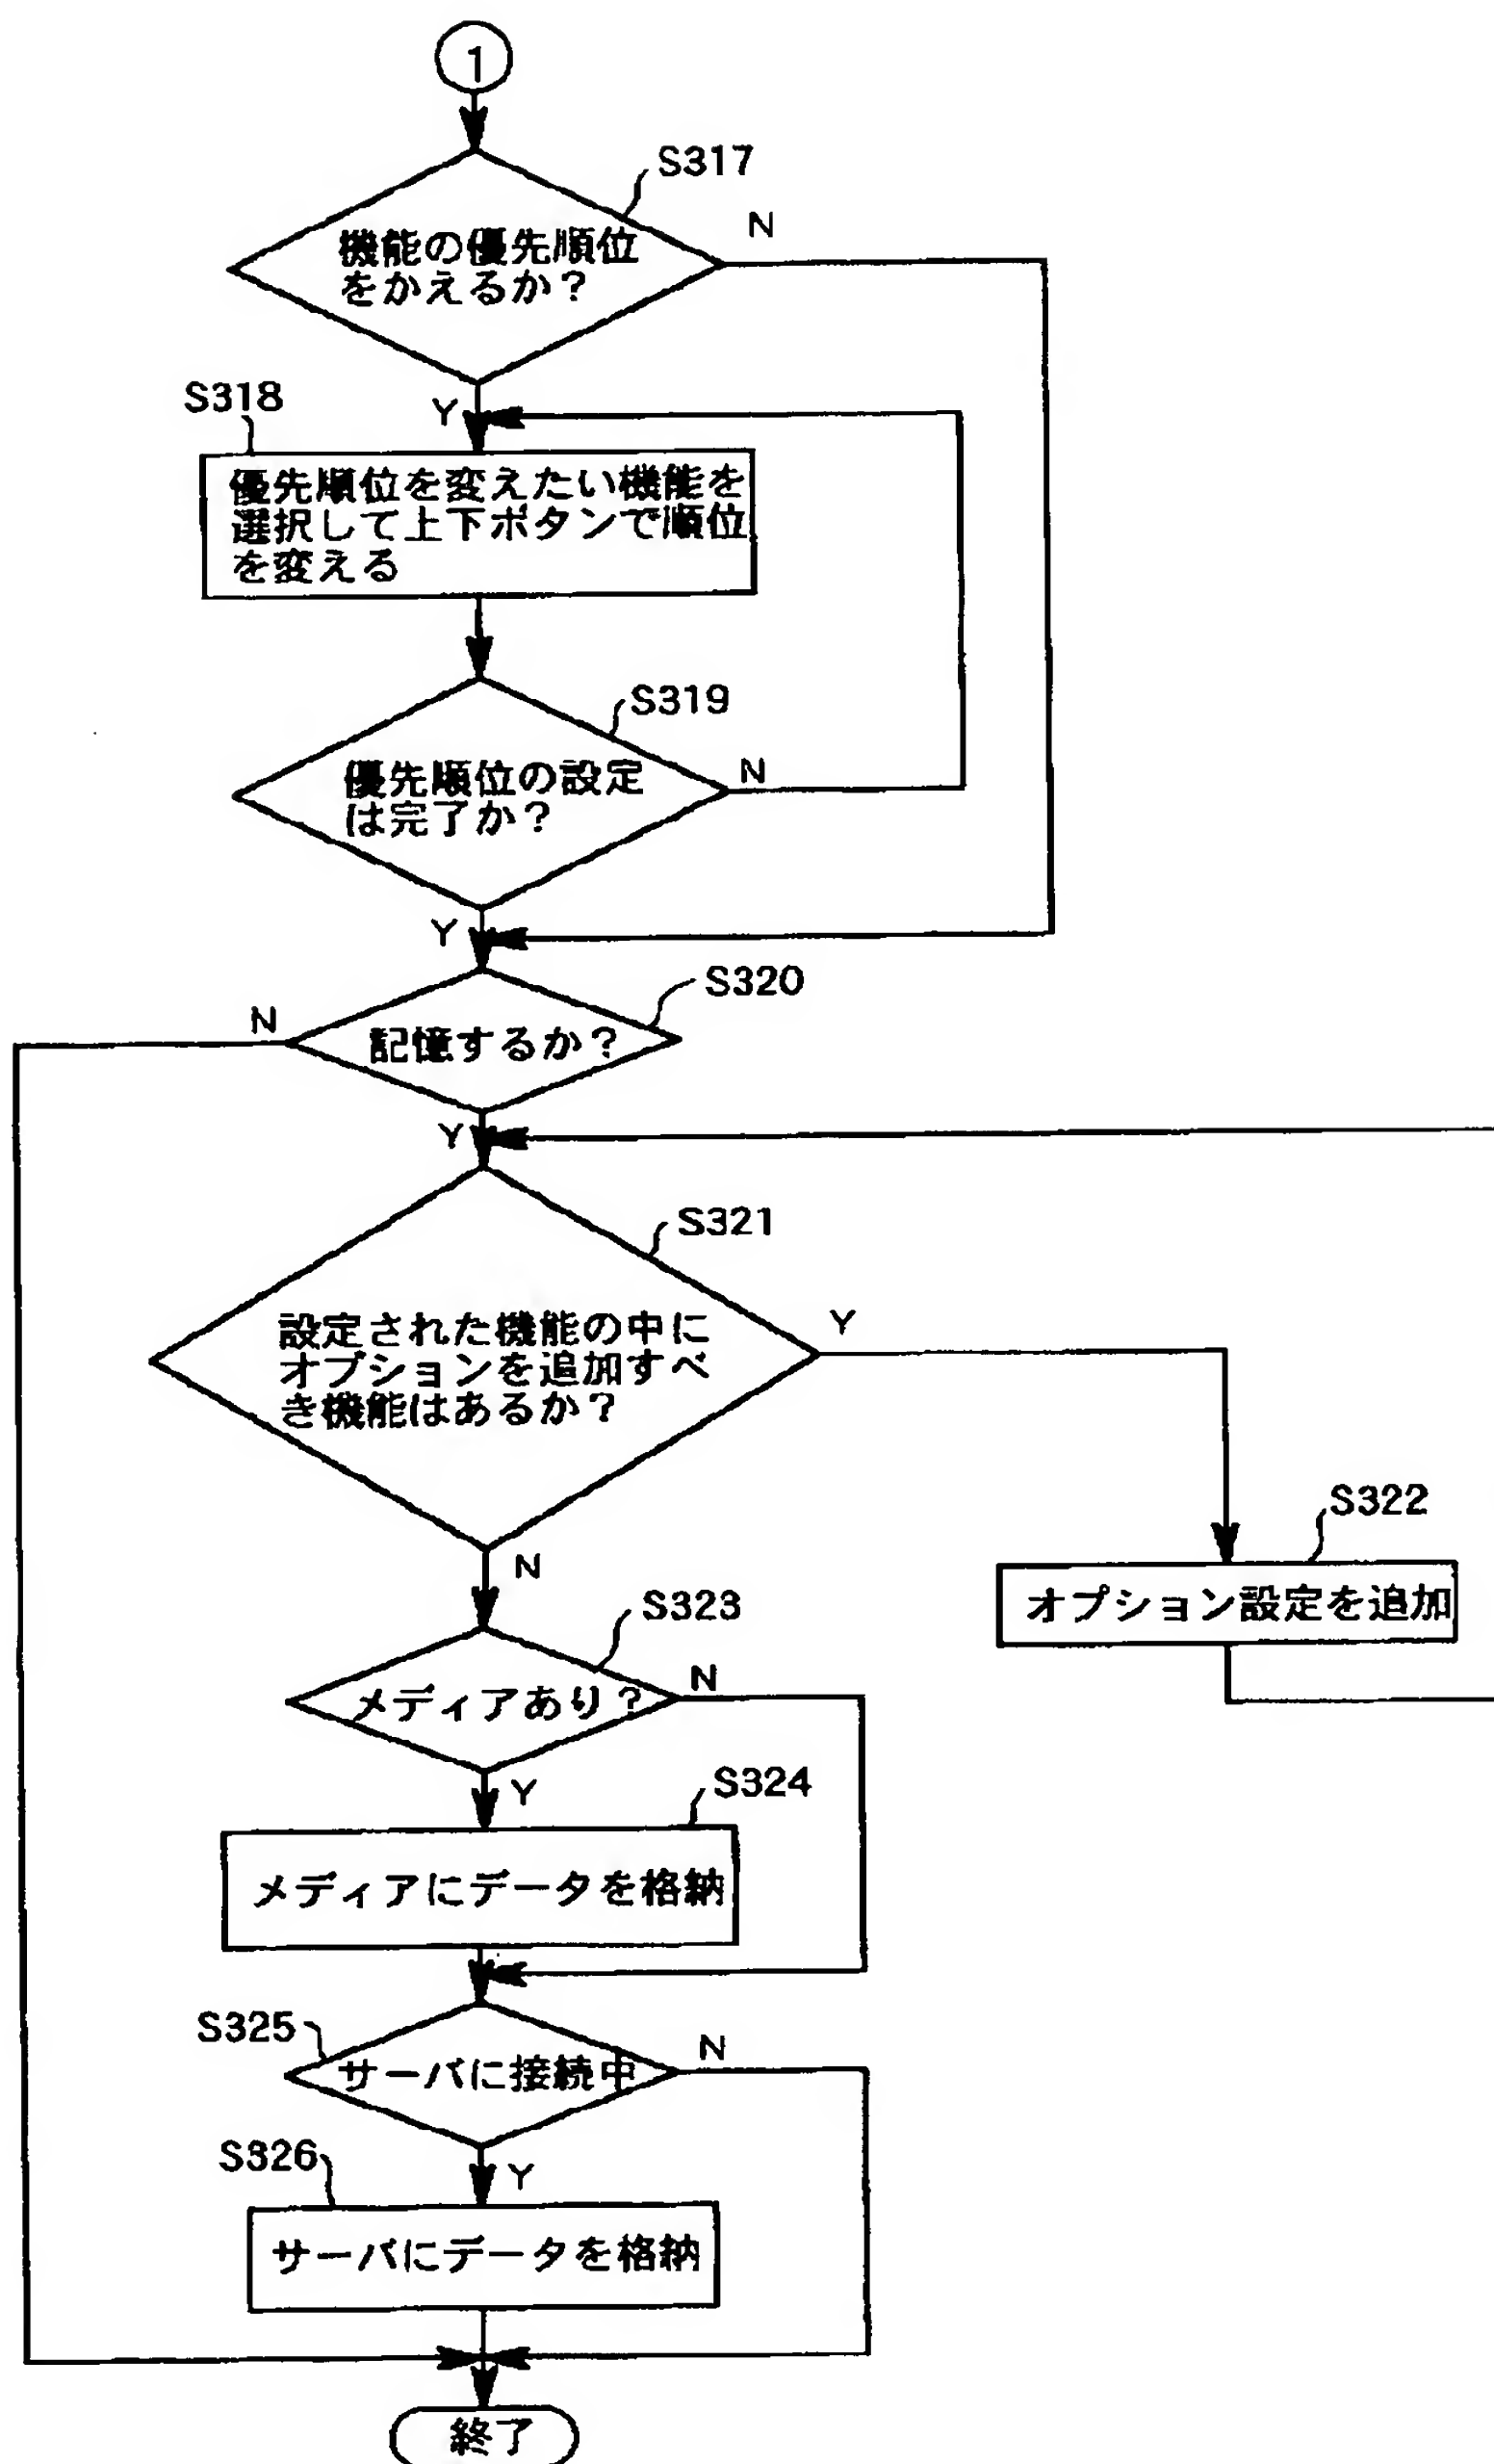 1
S317
機能の優先順位
をかえるか？
N
S318
Y
優先順位を変えたい機能を
選択して上下ボタンで順位
を変える
S319
優先順位の設定
は完了か？
N
Y
S320
N
記憶するか？
Y
S321
設定された機能の中に
オプションを追加すべ
き機能はあるか？
Y
N
S322
オプション設定を追加
S323
メディアあり？
N
Y
S324
メディアにデータを格納
S325
サーバに接続中
N
S326
Y
サーバにデータを格納
終了